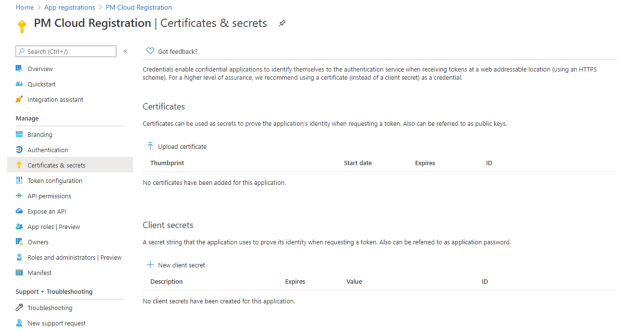 Home > App registrations > PM Cloud Registration
PM Cloud Registration | Certificates & secrets
Search (Ctrl+/)
«
Got feedback?
Overview
Quickstart
Integration assistant
Manage
Branding
Authentication
Certificates & secrets
Token configuration
API permissions
Expose an API
App roles | Preview
Owners
Roles and administrators | Preview
Manifest
Support + Troubleshooting
Troubleshooting
New support request
Credentials enable confidential applications to identify themselves to the authentication service when receiving tokens at a web addressable location (using an HTTPS
scheme). For a higher level of assurance, we recommend using a certificate (instead of a client secret) as a credential.
Certificates
Certificates can be used as secrets to prove the application's identity when requesting a token. Also can be referred to as public keys.
Upload certificate
Thumbprint Start date Expires ID
No certificates have been added for this application.
Client secrets
A secret string that the application uses to prove its identity when requesting a token. Also can be referred to as application password.
New client secret
Description Expires Value ID
No client secrets have been created for this application.